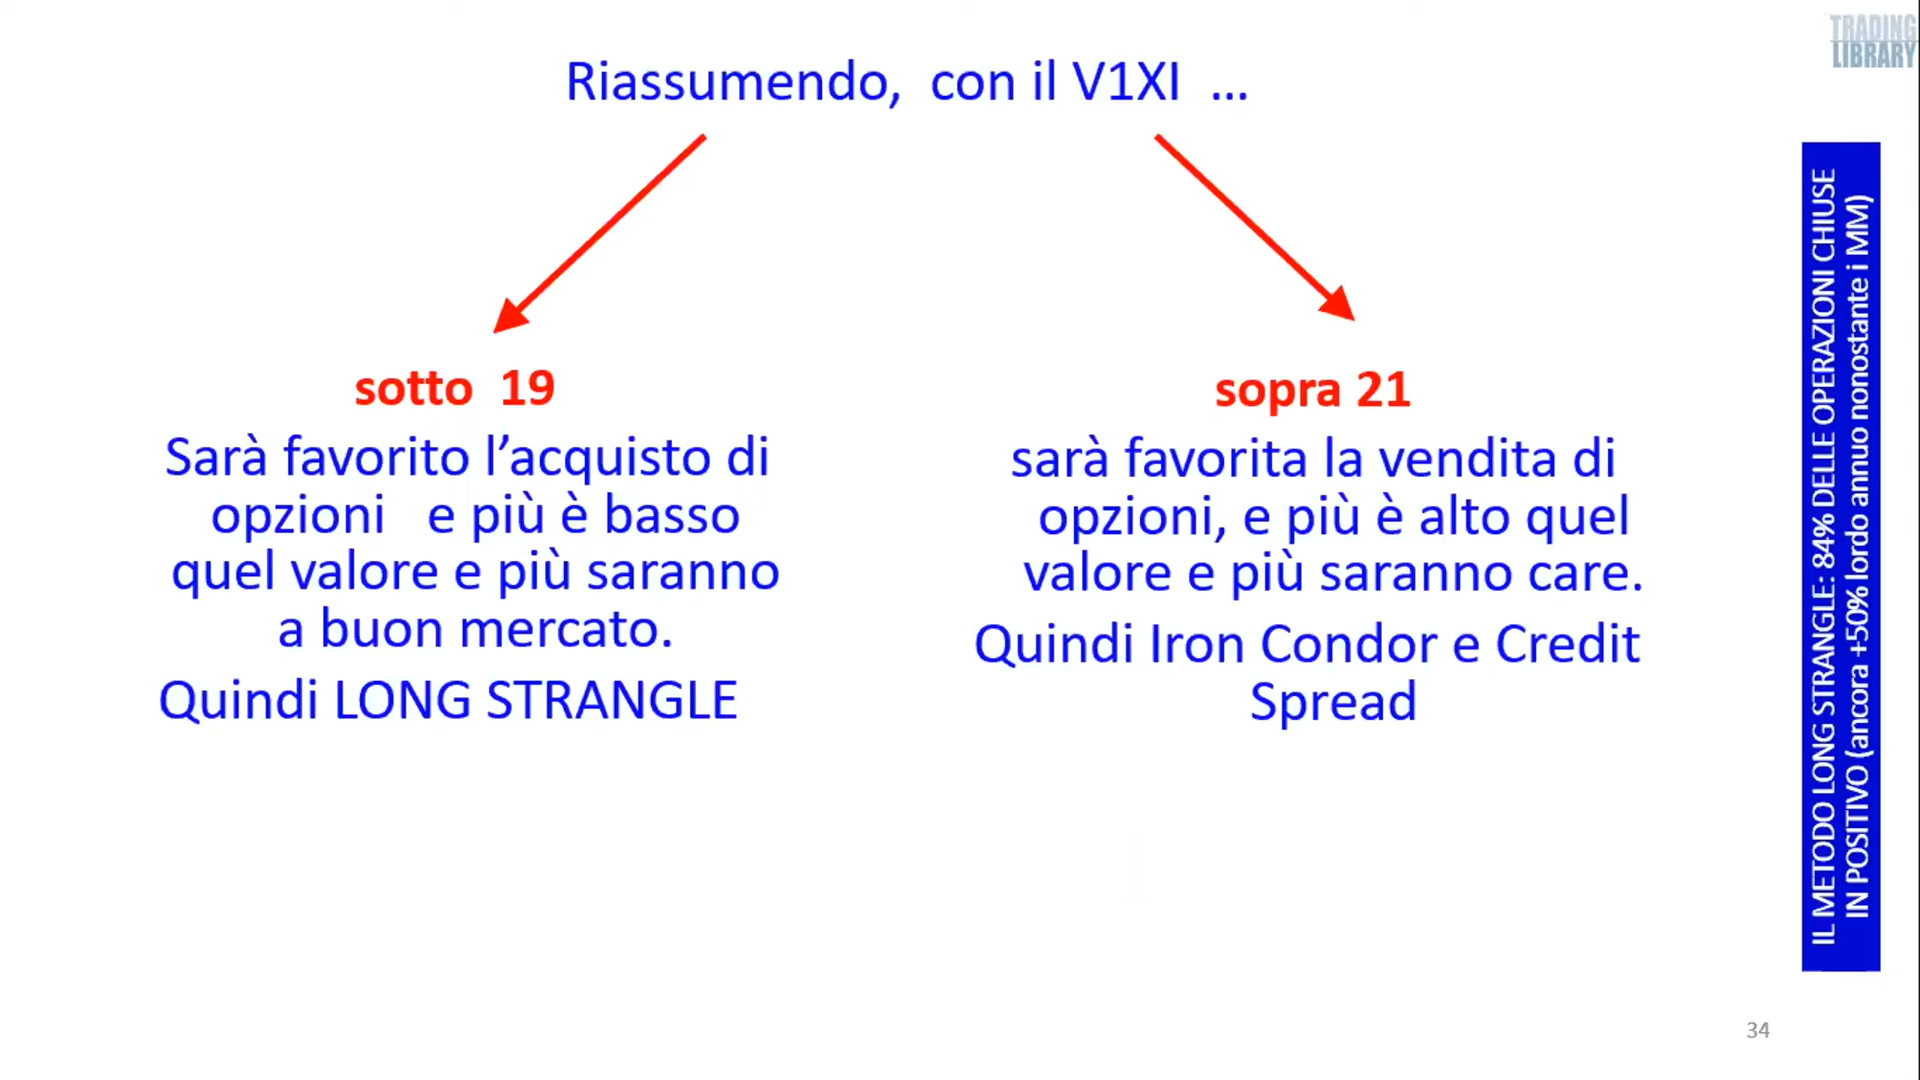 TRADING
LIBRARY
Riassumendo, con il V1XI ...
sotto 19
Sarà favorito l’acquisto di
opzioni e più è basso
quel valore e più saranno
a buon mercato.
Quindi LONG STRANGLE
sopra 21
sarà favorita la vendita di
opzioni, e più è alto quel
valore e più saranno care.
Quindi Iron Condor e Credit
Spread
IL METODO LONG STRANGLE: 84% DELLE OPERAZIONI CHIUSE
IN POSITIVO (ancora +50% lordo annuo nonostante i MM)
34